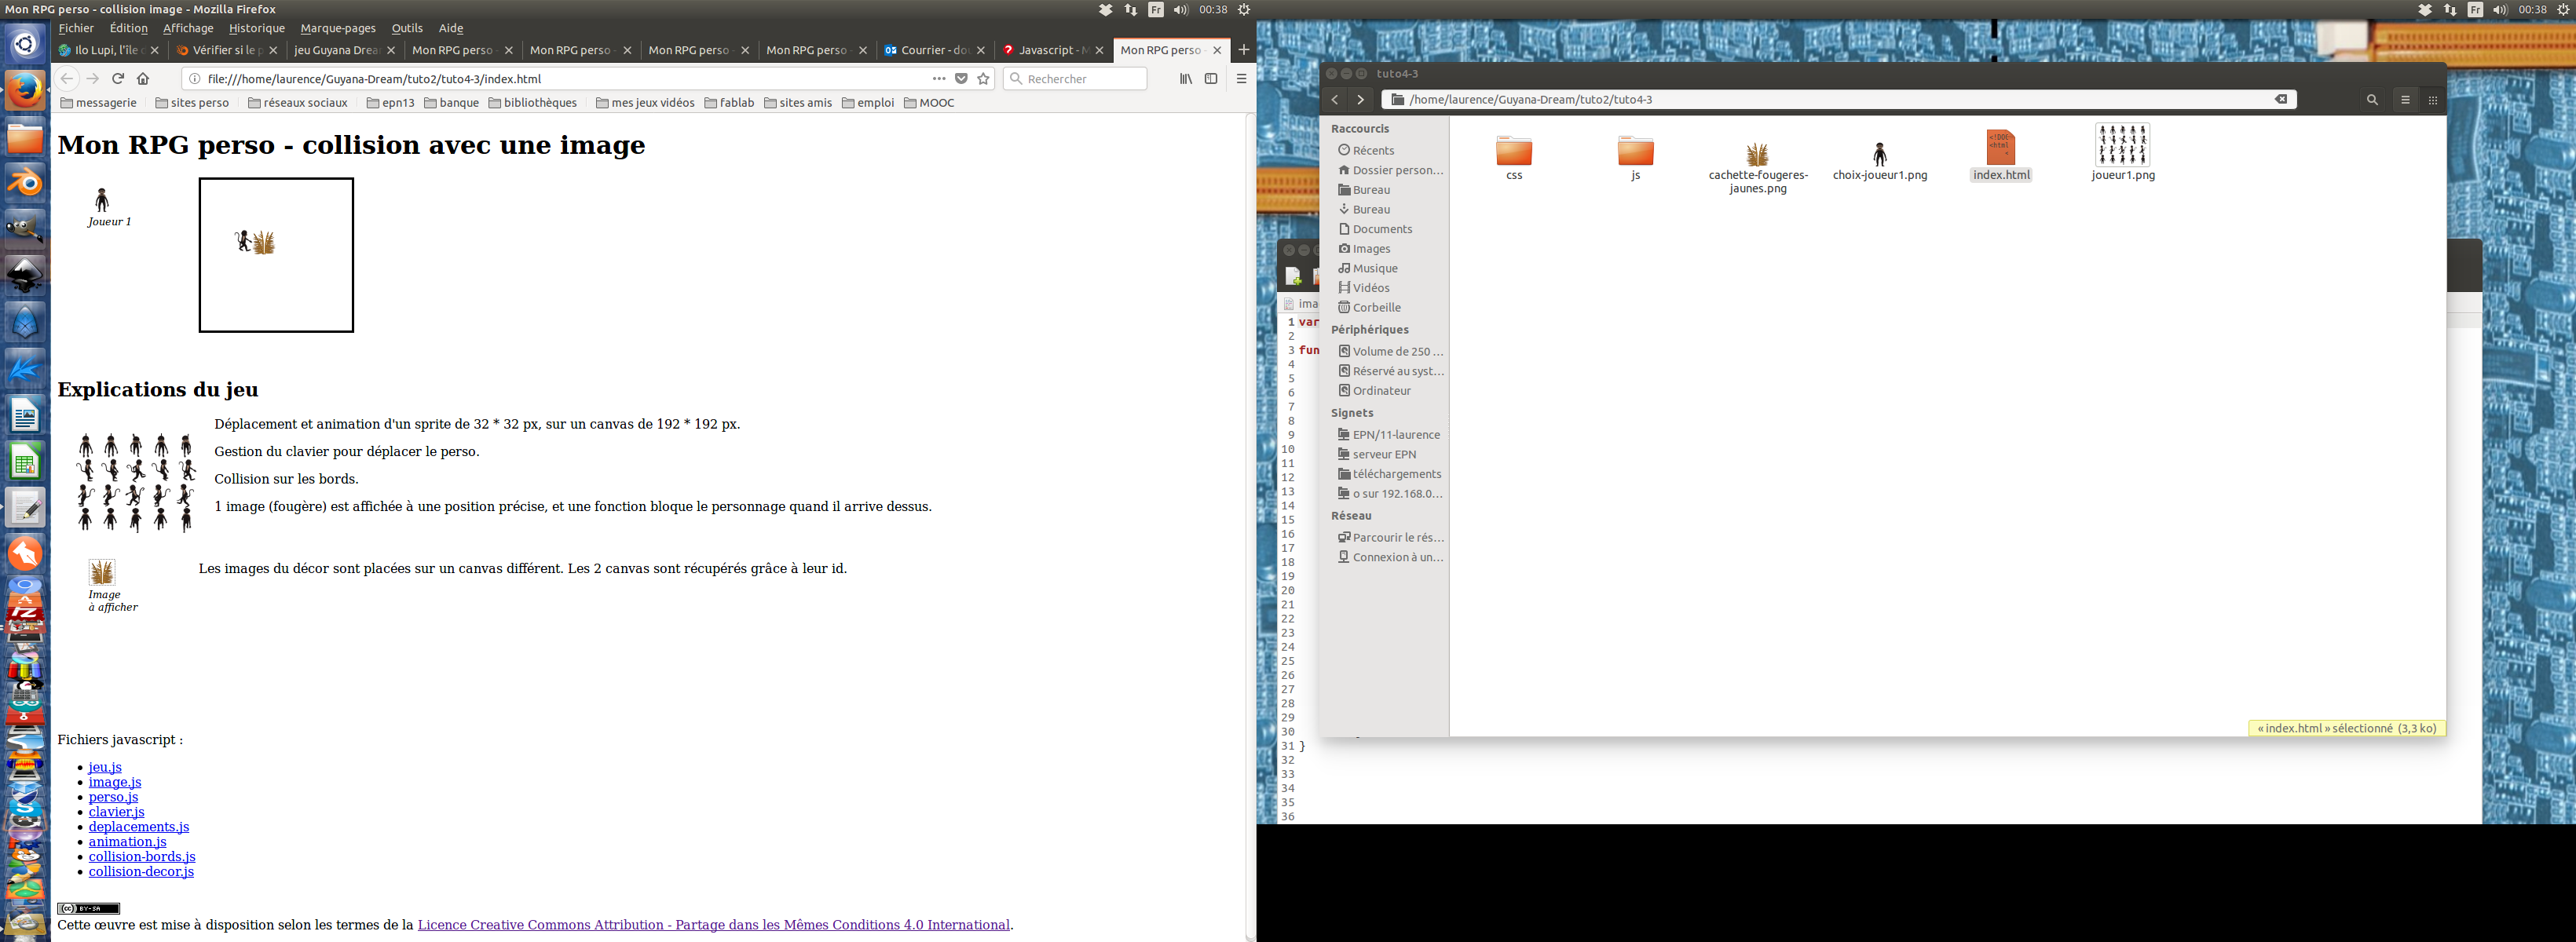 Mon RPG perso - collision image - Mozilla Firefox
Fr
00:38
Fr
00:38
Fichier Édition Affichage Historique Marque-pages Outils Aide
Ilo Lupi, l'île d
Vérifier si le p
jeu Guyana Drea
Mon RPG perso -
Mon RPG perso -
Mon RPG perso -
Mon RPG perso -
Courrier - do
Javascript - M
Mon RPG perso -
file:///home/laurence/Guyana-Dream/tuto2/tuto4-3/index.html
Rechercher
messagerie sites perso réseaux sociaux epn13 banque bibliothèques mes jeux vidéos fablab sites amis emploi MOOC
Mon RPG perso - collision avec une image
Joueur 1
Explications du jeu
Déplacement et animation d'un sprite de 32 * 32 px, sur un canvas de 192 * 192 px.
Gestion du clavier pour déplacer le perso.
Collision sur les bords.
1 image (fougère) est affichée à une position précise, et une fonction bloque le personnage quand il arrive dessus.
Les images du décor sont placées sur un canvas différent. Les 2 canvas sont récupérés grâce à leur id.
Image
à afficher
Fichiers javascript :
jeu.js
image.js
perso.js
clavier.js
deplacements.js
animation.js
collision-bords.js
collision-decor.js
BY-SA
Cette œuvre est mise à disposition selon les termes de la Licence Creative Commons Attribution - Partage dans les Mêmes Conditions 4.0 International.
tuto4-3
/home/laurence/Guyana-Dream/tuto2/tuto4-3
Raccourcis
Récents
Dossier person...
Bureau
Bureau
Documents
Images
Musique
Vidéos
Corbeille
Périphériques
Volume de 250 ...
Réservé au syst...
Ordinateur
Signets
EPN/11-laurence
serveur EPN
téléchargements
o sur 192.168.0...
Réseau
Parcourir le rés...
Connexion à un...
css
js
cachette-fougeres-
jaunes.png
choix-joueur1.png
<!DOC
<html
index.html
joueur1.png
« index.html » sélectionné (3,3 ko)
ima
1 var
2
3 fun
4
5
6
7
8
9
10
11
12
13
14
15
16
17
18
19
20
21
22
23
24
25
26
27
28
29
30
31 }
32
33
34
35
36